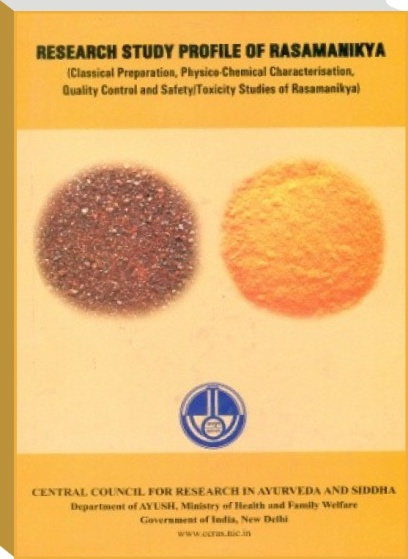 RESEARCH STUDY PROFILE OF RASAMANIKYA
(Classical Preparation, Physico-Chemical Characterisation,
Quality Control and Safety/Toxicity Studies of Rasamanikya)
CENTRAL COUNCIL FOR RESEARCH IN AYURVEDA AND SIDDHA
Department of AYUSH, Ministry of Health and Family Welfare
Government of India, New Delhi
www.ccras.nic.in